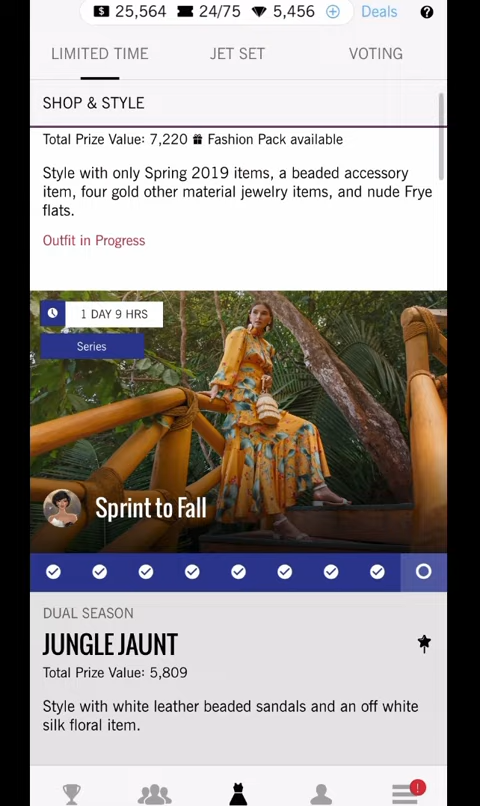 25,564 24/75 5,456 Deals ?
LIMITED TIME JET SET VOTING
SHOP & STYLE
Total Prize Value: 7,220 Fashion Pack available
Style with only Spring 2019 items, a beaded accessory
item, four gold other material jewelry items, and nude Frye
flats.
Outfit in Progress
1 DAY 9 HRS
Series
Sprint to Fall
DUAL SEASON
JUNGLE JAUNT
Total Prize Value: 5,809
Style with white leather beaded sandals and an off white
silk floral item.
!